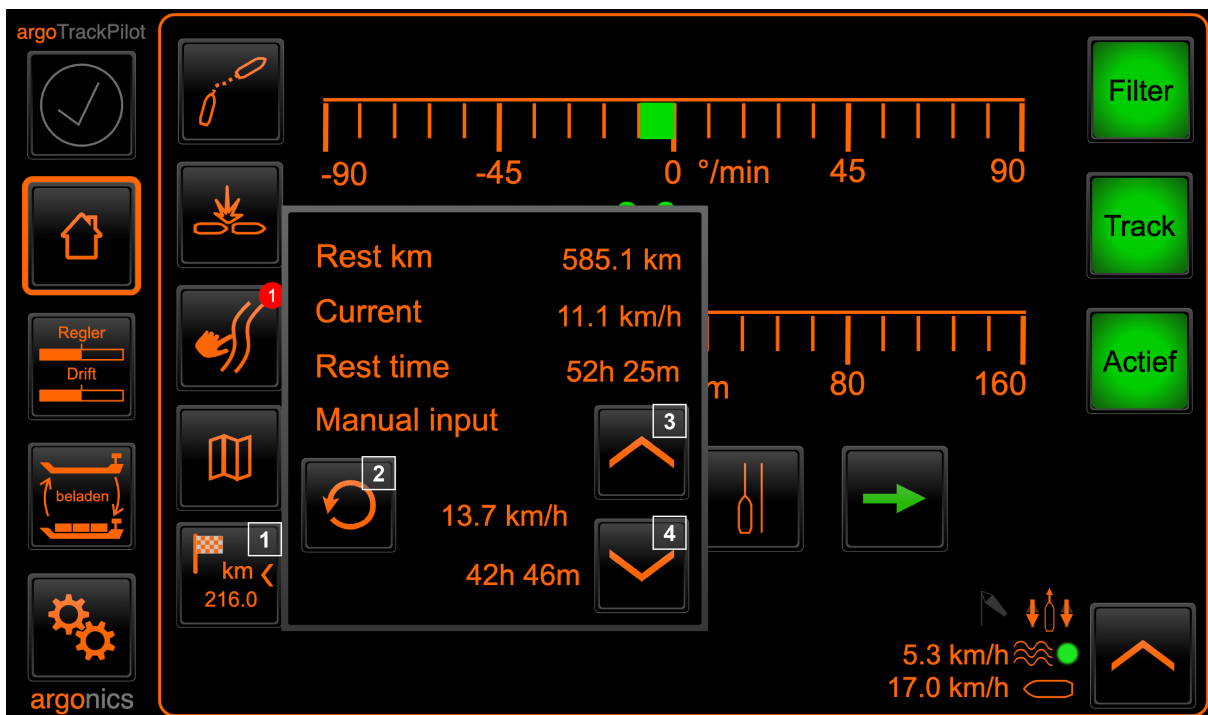 argoTrackPilot
Filter
-90 -45 0 °/min 45 90
Track
Rest km 585.1 km
1
Current 11.1 km/h
Regler
Rest time 52h 25m
Actief
Drift
m 80 160
Manual input
3
2
beladen
13.7 km/h
4
1
km
42h 46m
216.0
5.3 km/h
17.0 km/h
argonics